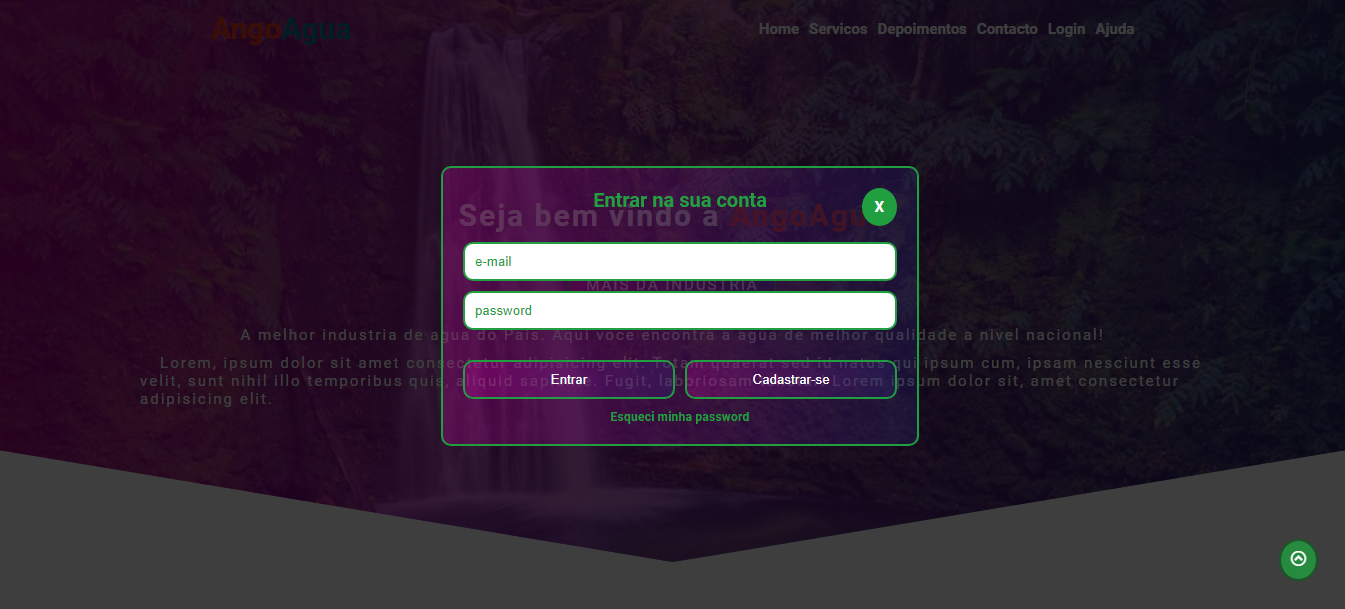 AngoAgua
Home Servicos Depoimentos Contacto Login Ajuda
Entrar na sua conta
X
Seja bem vindo a AngoAgu
e-mail
MAIS DA INDUSTRIA
password
A melhor industria de agua do Pais. Aqui voce encontra a agua de melhor qualidade a nivel nacional!
Lorem, ipsum dolor sit amet consectetur adipisicing elit. Totam quaerat sed id natus qui ipsum cum, ipsam nesciunt esse
velit, sunt nihil illo temporibus quis, aliquid sapiente. Fugit, laboriosam Lorem ipsum dolor sit, amet consectetur
adipisicing elit.
Entrar
Cadastrar-se
Esqueci minha password